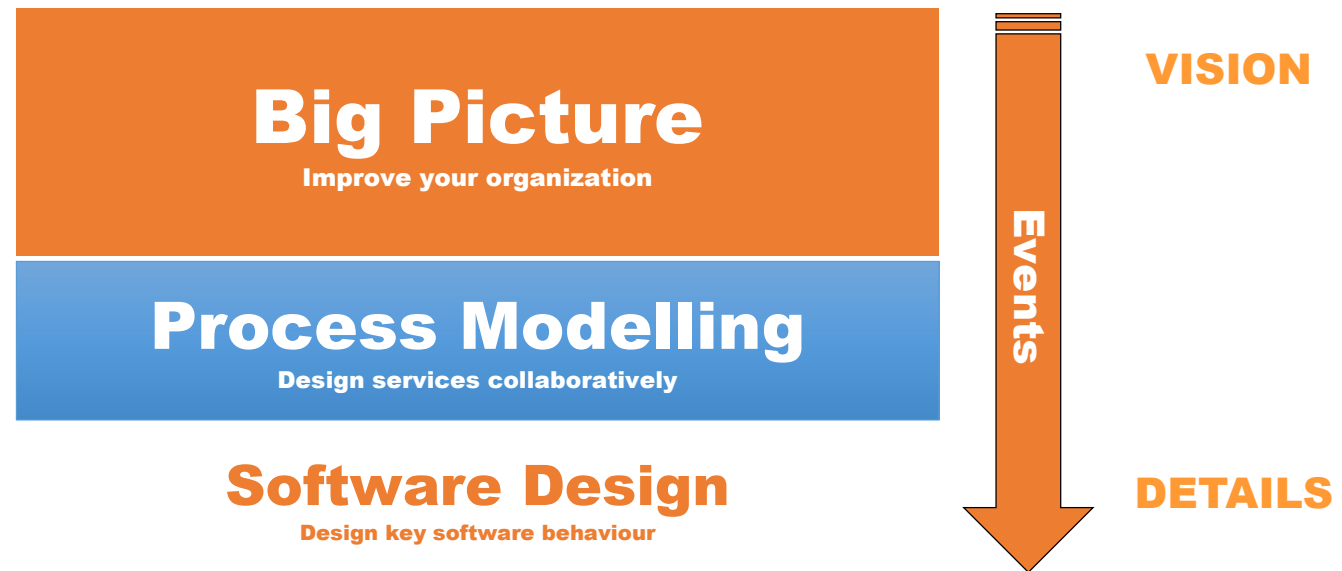 Big Picture
Improve your organization
Process Modelling
Design services collaboratively
Software Design
Design key software behaviour
Events
VISION
DETAILS